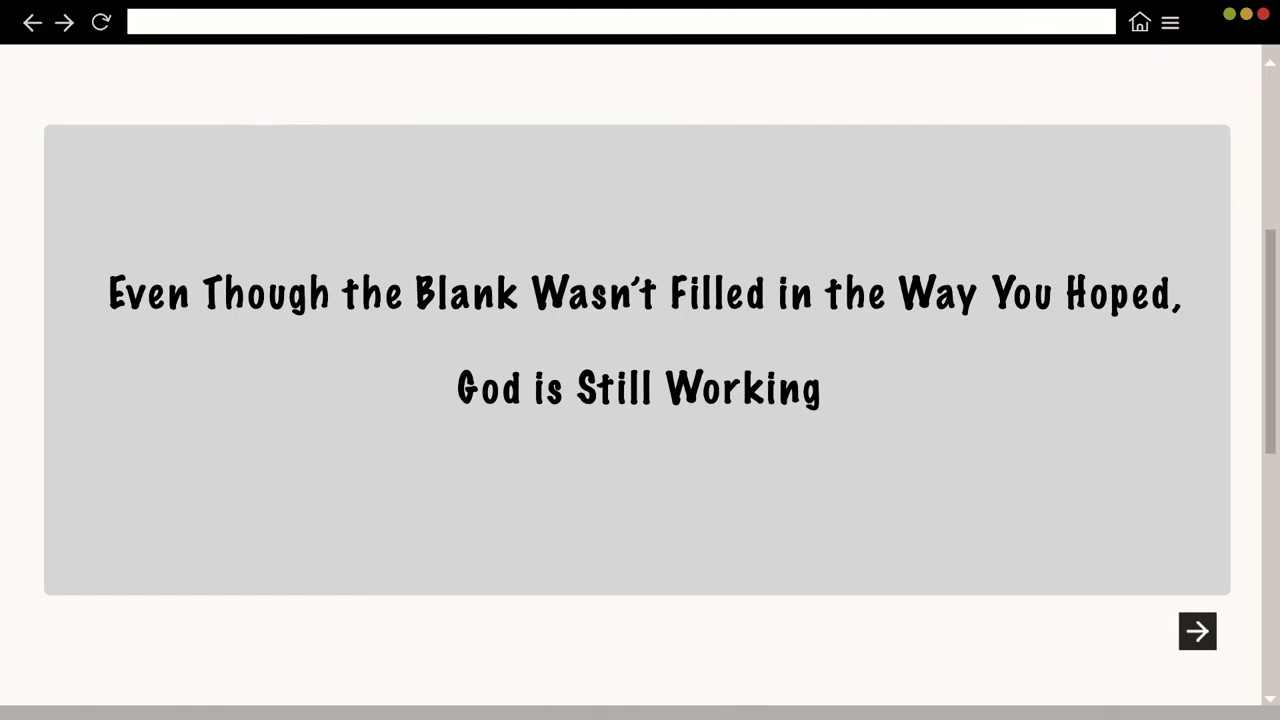 Even Though the Blank Wasn't Filled in the Way You Hoped,
God is Still Working